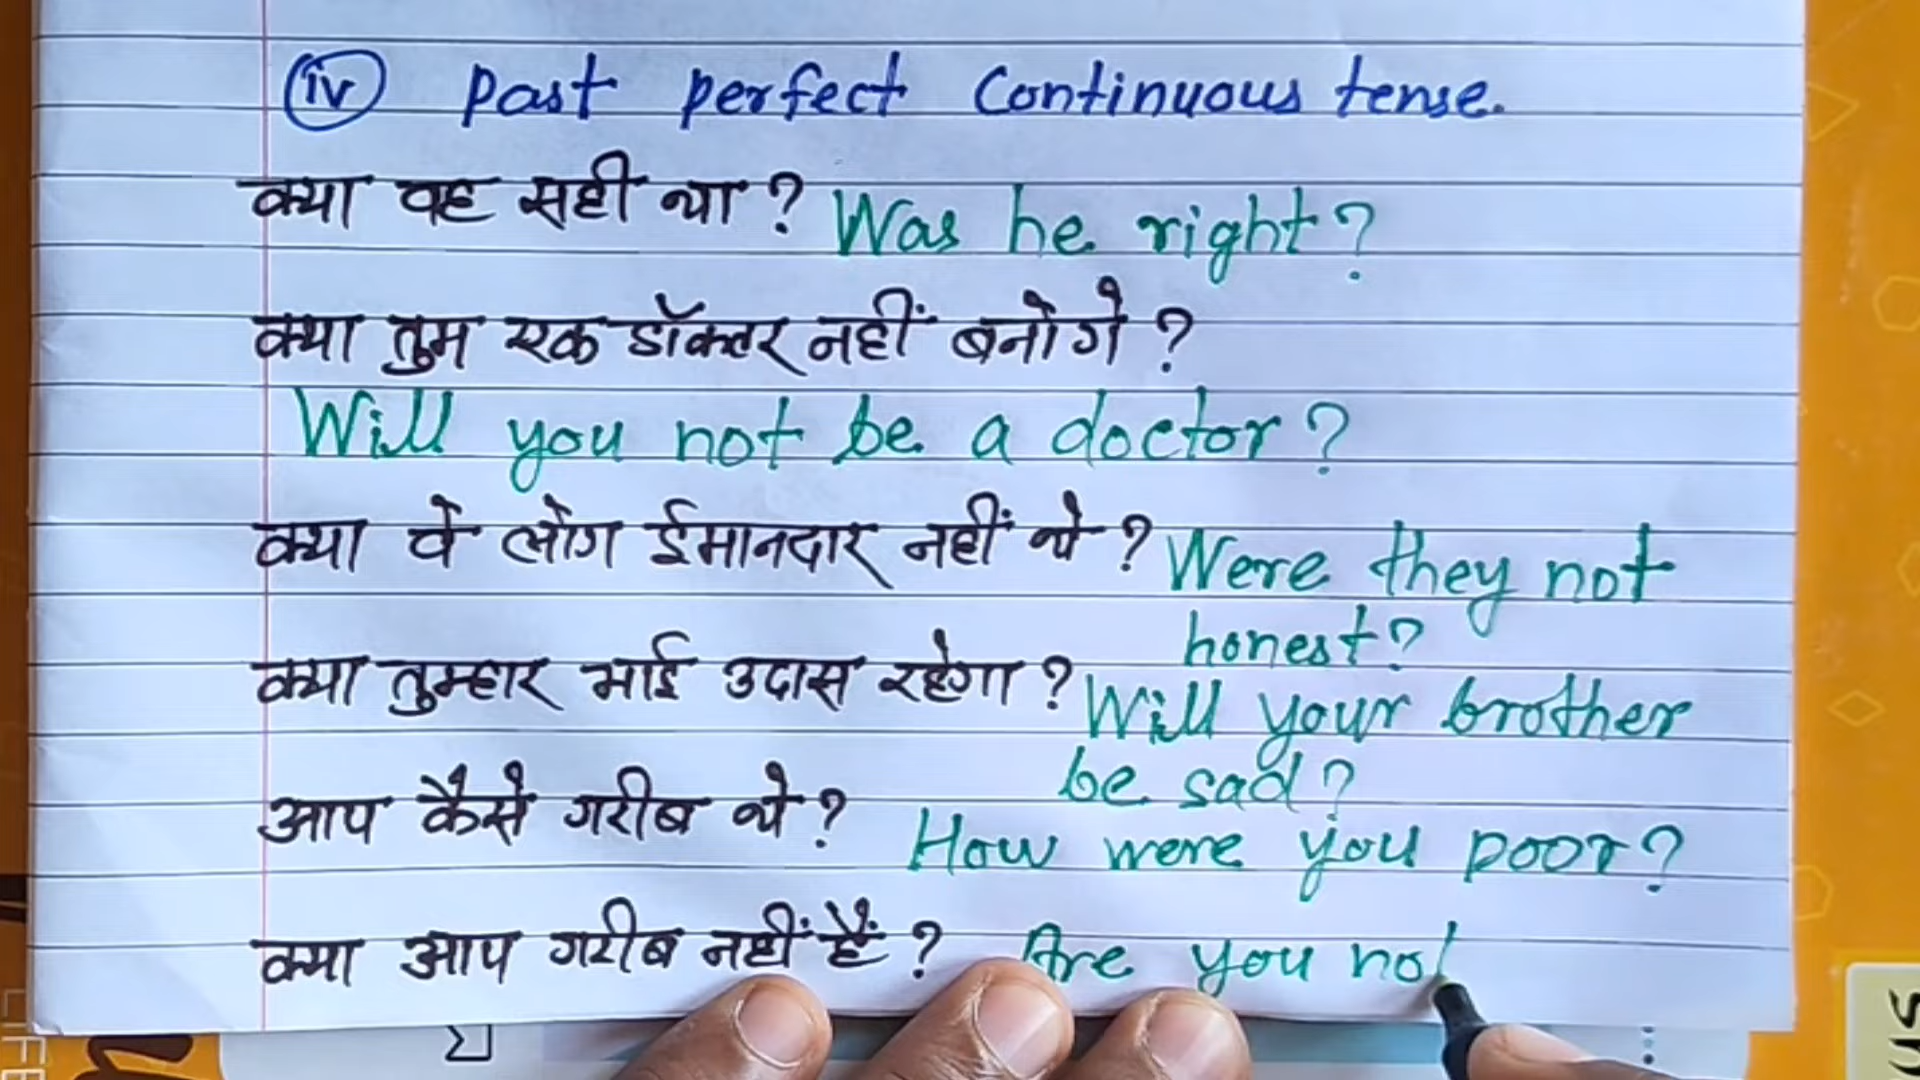 (iv) Past perfect Continuous tense.
क्या वह सही था? Was he right?
क्या तुम एक डॉक्टर नहीं बनोगे?
Will you not be a doctor?
क्या वे लोग ईमानदार नहीं थे? Were they not
honest?
क्या तुम्हार भाई उदास रहेगा? Will your brother
be sad?
आप कैसे गरीब थे? How were you poor?
क्या आप गरीब नहीं हैं? Are you not